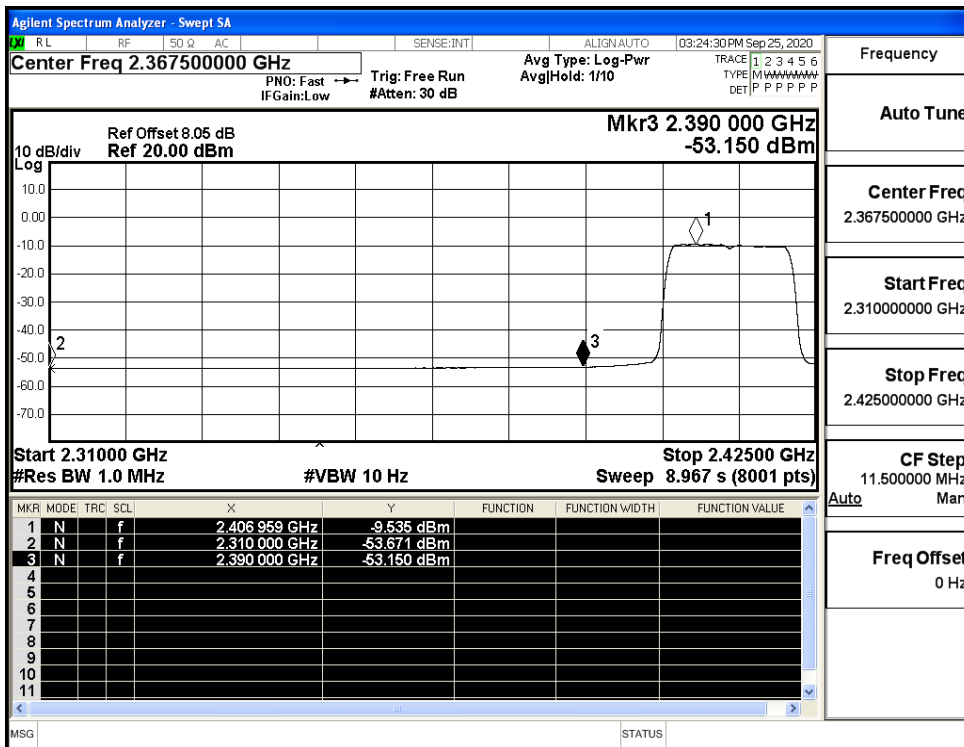 Agilent Spectrum Analyzer - Swept SA
LXI RL RF 50 Ω AC SENSE:INT ALIGN AUTO 03:24:30 PM Sep 25, 2020
Center Freq 2.367500000 GHz
PNO: Fast
IFGain:Low
Trig: Free Run
#Atten: 30 dB
Avg Type: Log-Pwr
Avg|Hold: 1/10
TRACE 1 2 3 4 5 6
TYPE M WWWWW
DET P P P P P P
Ref Offset 8.05 dB
10 dB/div Ref 20.00 dBm
Log
Mkr3 2.390 000 GHz
-53.150 dBm
10.0
0.00
-10.0
-20.0
-30.0
-40.0
-50.0
-60.0
-70.0
1
2
3
Start 2.31000 GHz Stop 2.42500 GHz
#Res BW 1.0 MHz #VBW 10 Hz Sweep 8.967 s (8001 pts)
MKR MODE TRC SCL X Y FUNCTION FUNCTION WIDTH FUNCTION VALUE
1 N f 2.406 959 GHz -9.535 dBm
2 N f 2.310 000 GHz -53.671 dBm
3 N f 2.390 000 GHz -53.150 dBm
4
5
6
7
8
9
10
11
MSG STATUS
Frequency
Auto Tune
Center Freq
2.367500000 GHz
Start Freq
2.310000000 GHz
Stop Freq
2.425000000 GHz
CF Step
11.500000 MHz
Auto Man
Freq Offset
0 Hz